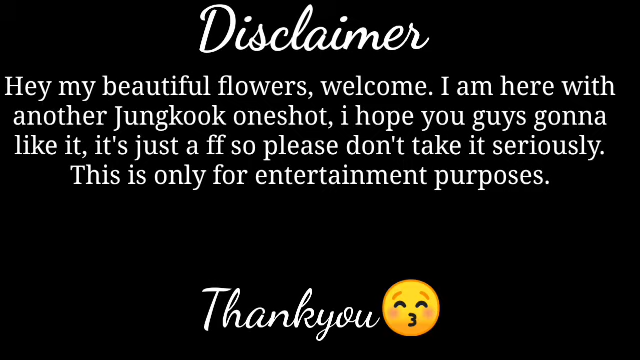 Disclaimer
Hey my beautiful flowers, welcome. I am here with
another Jungkook oneshot, i hope you guys gonna
like it, it's just a ff so please don't take it seriously.
This is only for entertainment purposes.
Thankyou😚